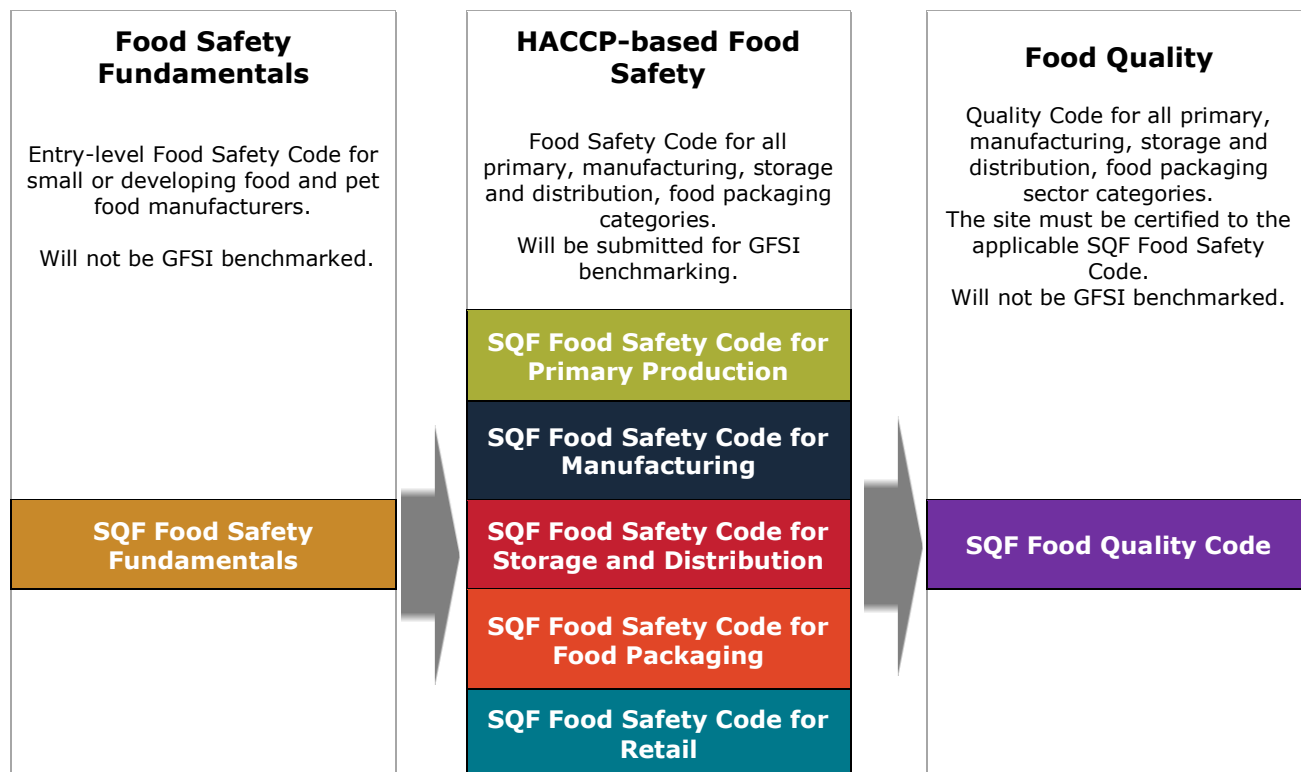 Food Safety
Fundamentals
Entry-level Food Safety Code for
small or developing food and pet
food manufacturers.
Will not be GFSI benchmarked.
SQF Food Safety
Fundamentals
HACCP-based Food
Safety
Food Safety Code for all
primary, manufacturing, storage
and distribution, food packaging
categories.
Will be submitted for GFSI
benchmarking.
SQF Food Safety Code for
Primary Production
SQF Food Safety Code for
Manufacturing
SQF Food Safety Code for
Storage and Distribution
SQF Food Safety Code for
Food Packaging
SQF Food Safety Code for
Retail
Food Quality
Quality Code for all primary,
manufacturing, storage and
distribution, food packaging
sector categories.
The site must be certified to the
applicable SQF Food Safety
Code.
Will not be GFSI benchmarked.
SQF Food Quality Code